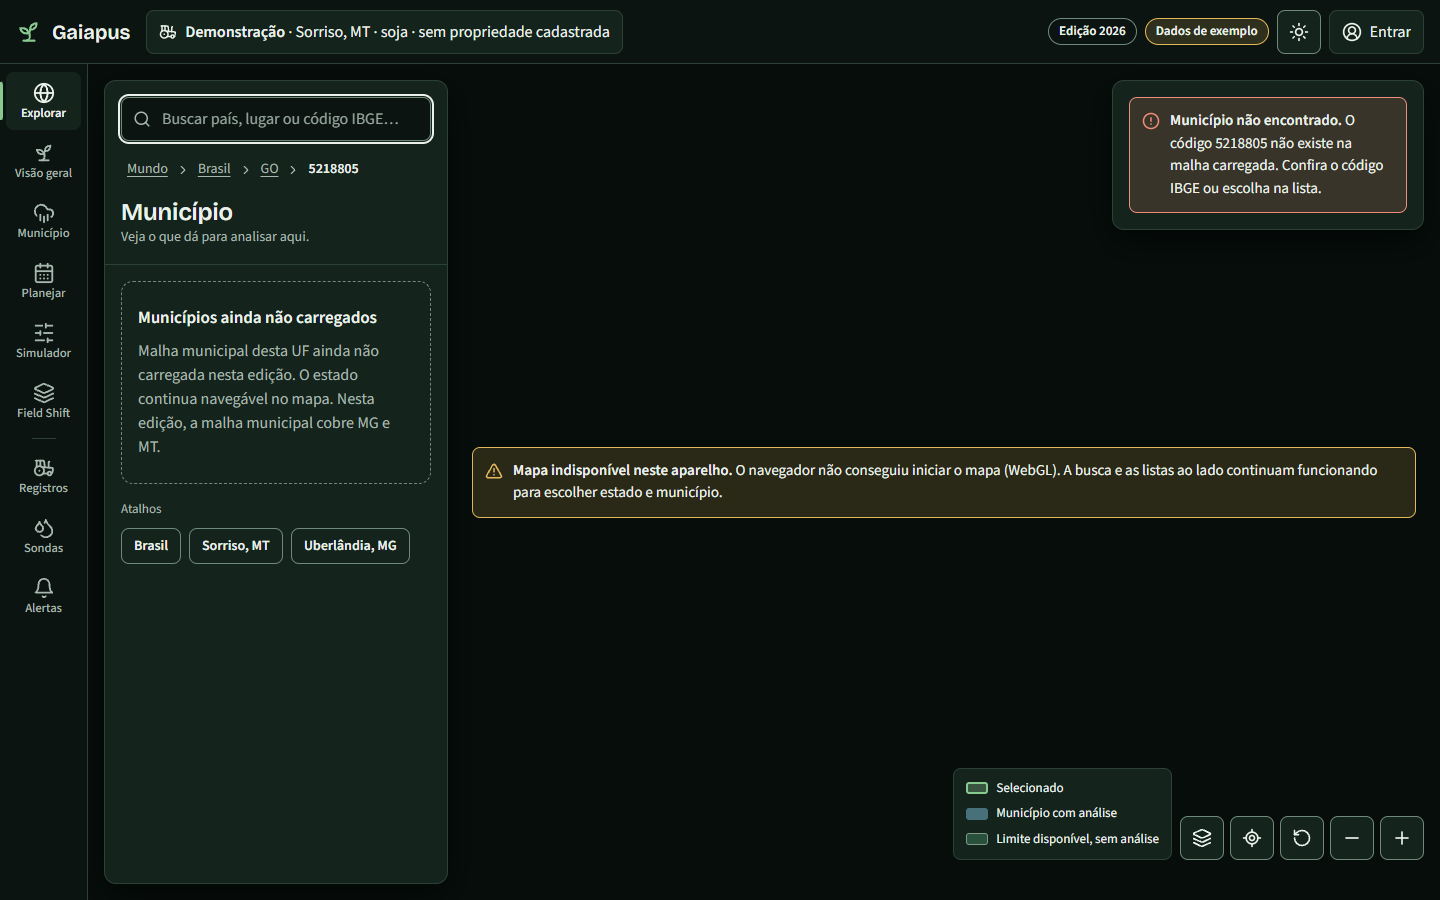 Gaiapus
Demonstração · Sorriso, MT · soja · sem propriedade cadastrada
Edição 2026
Dados de exemplo
Entrar
Explorar
Visão geral
Município
Planejar
Simulador
Field Shift
Registros
Sondas
Alertas
Buscar país, lugar ou código IBGE…
Mundo > Brasil > GO > 5218805
Município
Veja o que dá para analisar aqui.
Municípios ainda não carregados
Malha municipal desta UF ainda não
carregada nesta edição. O estado
continua navegável no mapa. Nesta
edição, a malha municipal cobre MG e
MT.
Atalhos
Brasil
Sorriso, MT
Uberlândia, MG
Município não encontrado. O
código 5218805 não existe na
malha carregada. Confira o código
IBGE ou escolha na lista.
Mapa indisponível neste aparelho. O navegador não conseguiu iniciar o mapa (WebGL). A busca e as listas ao lado continuam funcionando
para escolher estado e município.
Selecionado
Município com análise
Limite disponível, sem análise